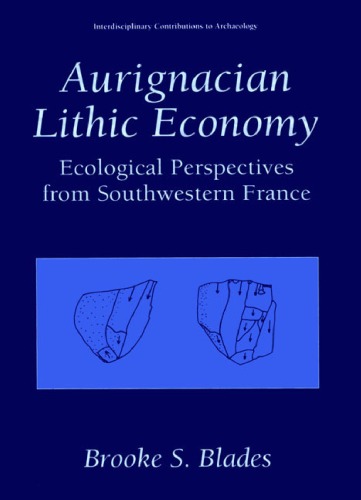 Interdisciplinary Contributions to Archaeology
Aurignacian
Lithic Economy
Ecological Perspectives
from Southwestern France
Brooke S. Blades